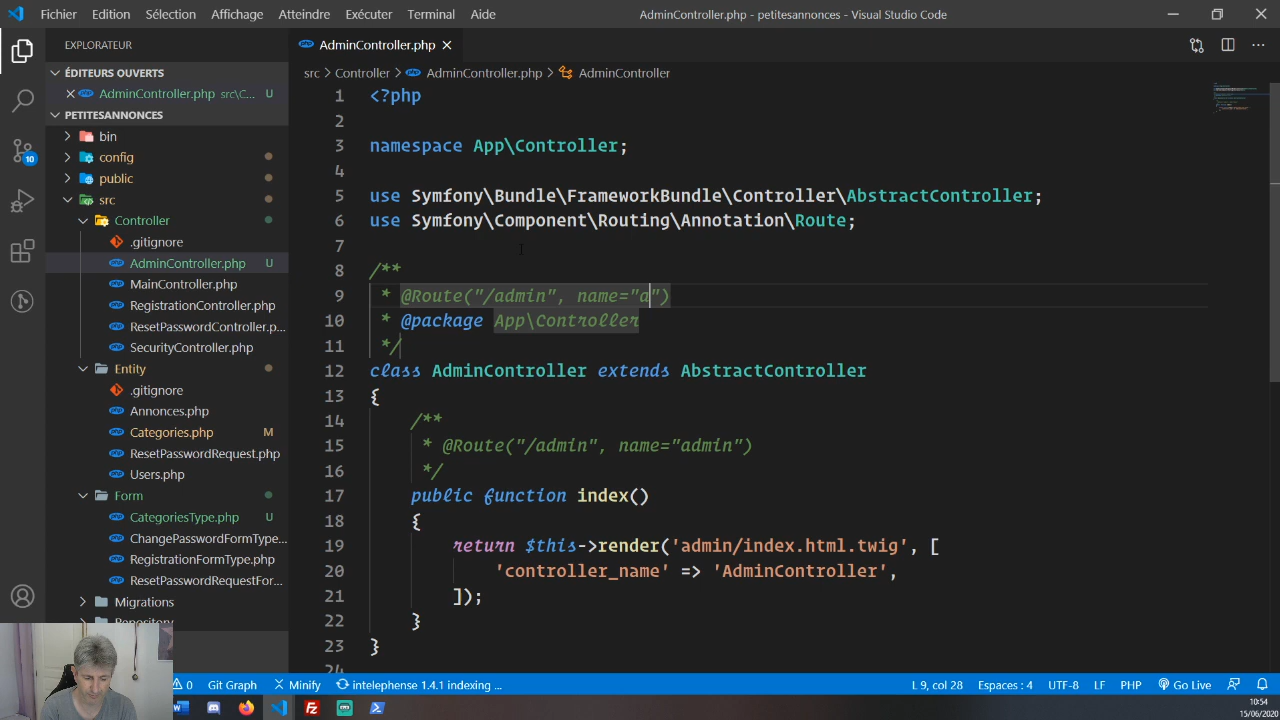 Fichier Edition Sélection Affichage Atteindre Exécuter Terminal Aide AdminController.php - petitesannonces - Visual Studio Code
EXPLORATEUR
ÉDITEURS OUVERTS
AdminController.php src\C... U
PETITESANNONCES
bin
config
public
src
Controller
.gitignore
AdminController.php U
MainController.php
RegistrationController.php
ResetPasswordController.p...
SecurityController.php
Entity
.gitignore
Annonces.php
Categories.php M
ResetPasswordRequest.php
Users.php
Form
CategoriesType.php U
ChangePasswordFormType...
RegistrationFormType.php
ResetPasswordRequestFor...
Migrations
10
AdminController.php
src > Controller > AdminController.php > AdminController
1 <?php
2
3 namespace App\Controller;
4
5 use Symfony\Bundle\FrameworkBundle\Controller\AbstractController;
6 use Symfony\Component\Routing\Annotation\Route;
7
8 /**
9 * @Route("/admin", name="a")
10 * @package App\Controller
11 */
12 class AdminController extends AbstractController
13 {
14 /**
15 * @Route("/admin", name="admin")
16 */
17 public function index()
18 {
19 return $this->render('admin/index.html.twig', [
20 'controller_name' => 'AdminController',
21 ]);
22 }
23 }
24
0 Git Graph Minify intelephense 1.4.1 indexing ... L 9, col 28 Espaces : 4 UTF-8 LF PHP Go Live
10:54
15/06/2020